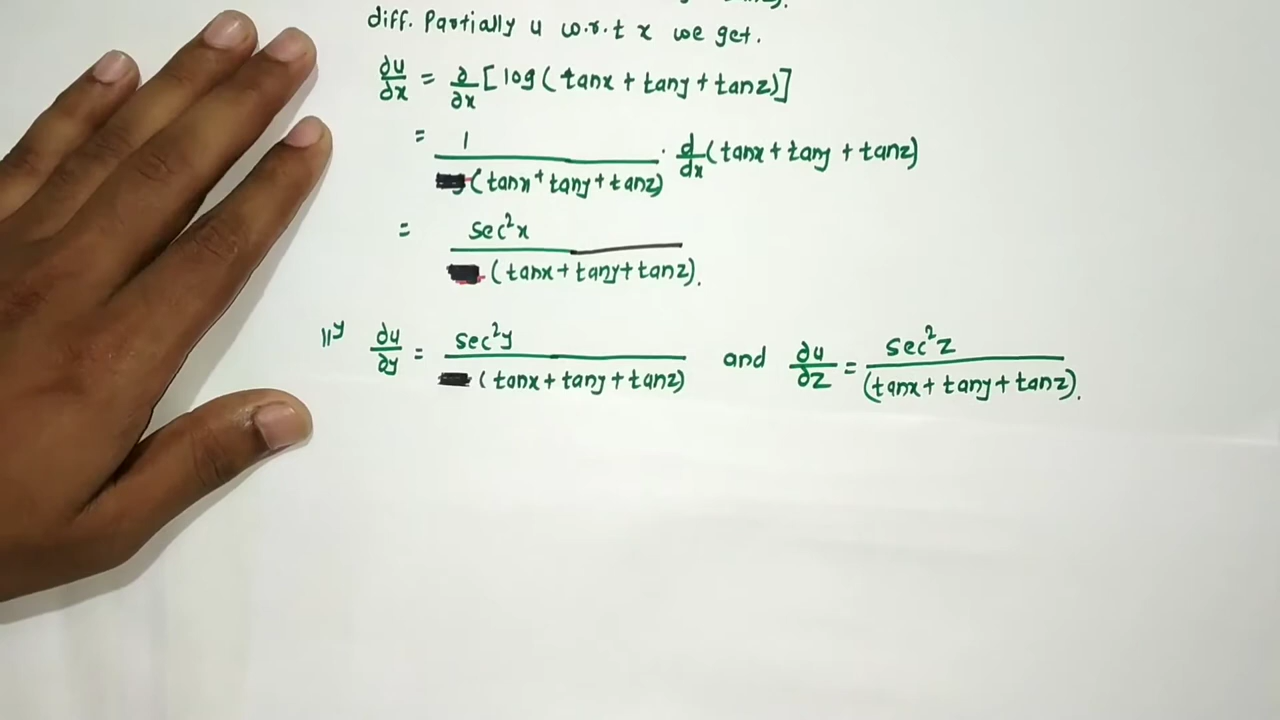 diff. Partially u w.r.t x we get.
∂u/∂x = ∂/∂x [log(tanx + tany + tanz)]
= 1/(tanx + tany + tanz) · d/dx (tanx + tany + tanz)
= sec²x/(tanx + tany + tanz).
||ly ∂u/∂y = sec²y/(tanx + tany + tanz) and ∂u/∂z = sec²z/(tanx + tany + tanz).